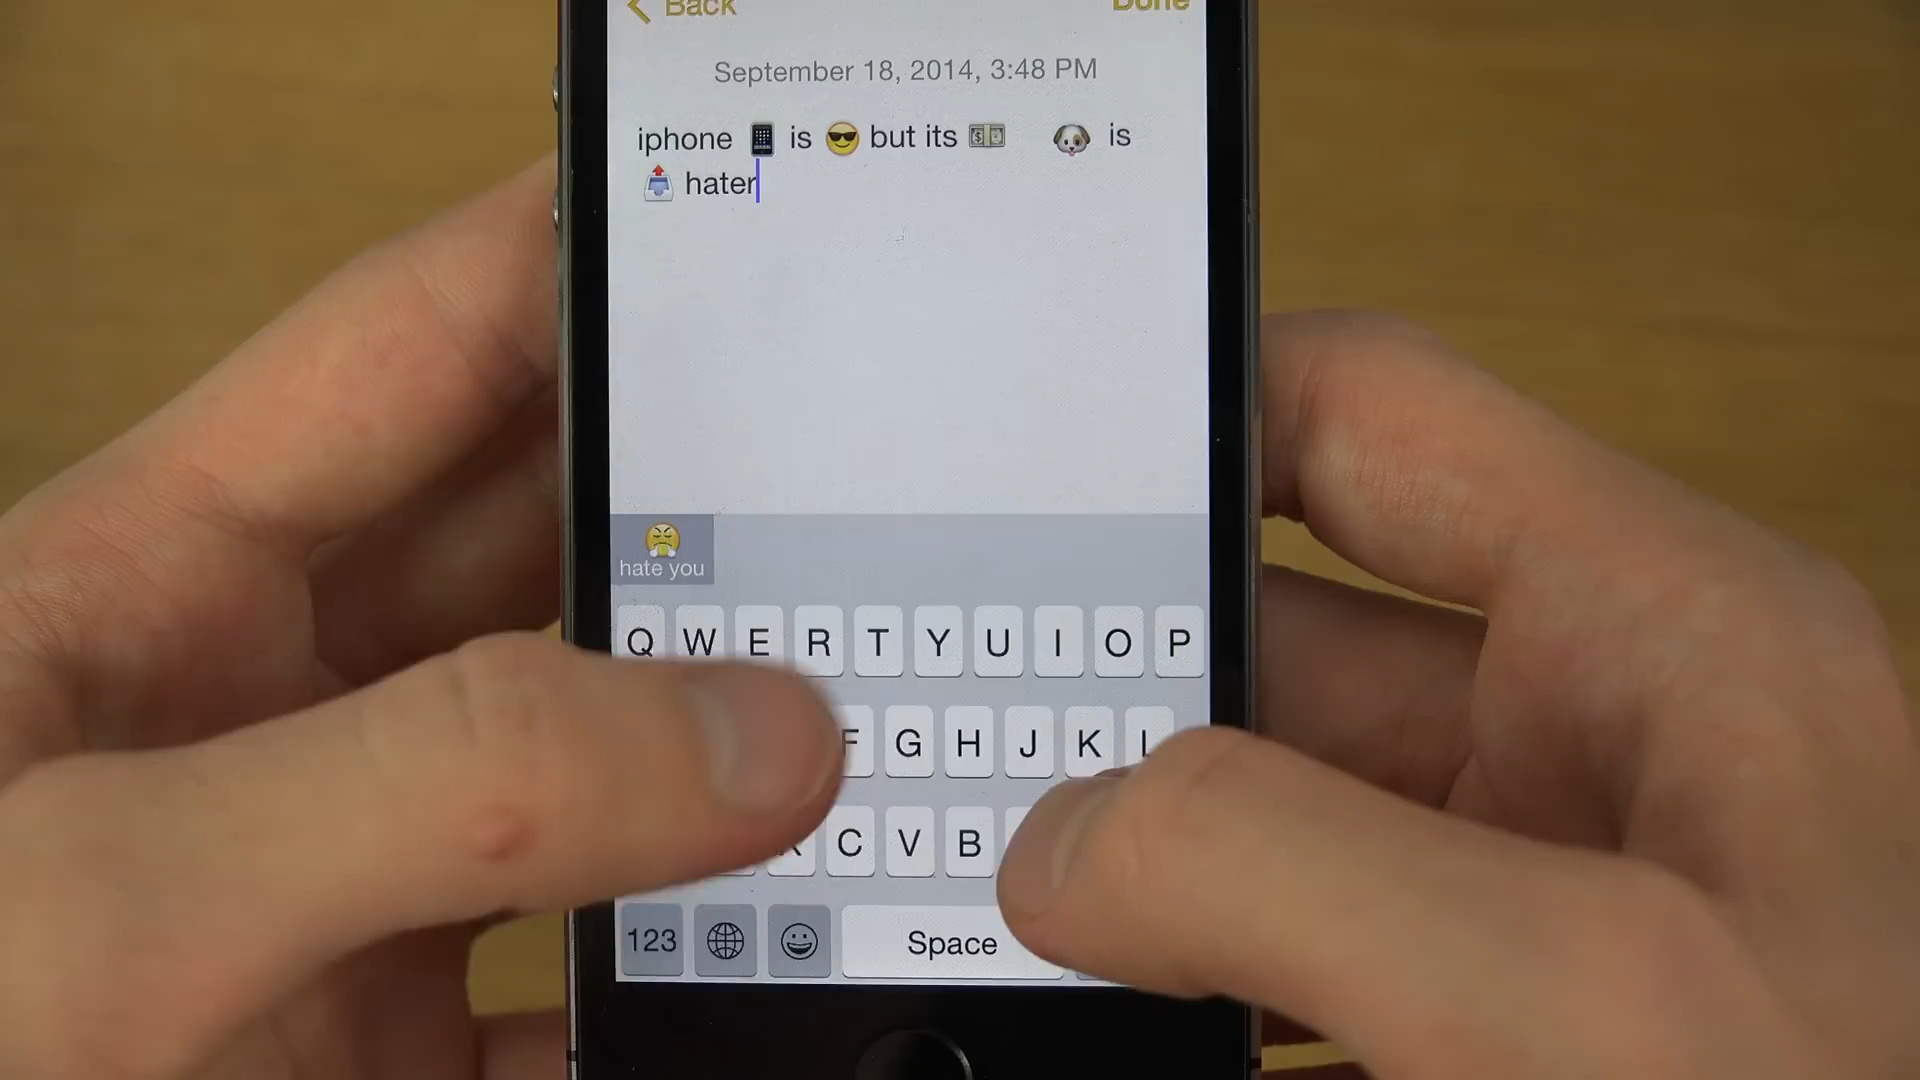 Back Done
September 18, 2014, 3:48 PM
iphone 📱 is 😎 but its 💵 🐶 is
📤 hater
hate you
Q W E R T Y U I O P
F G H J K L
X C V B
123 Space